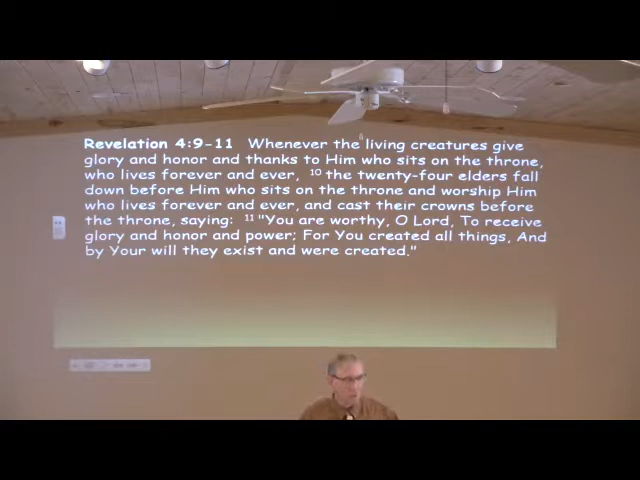 Revelation 4:9-11 Whenever the living creatures give
glory and honor and thanks to Him who sits on the throne,
who lives forever and ever, 10 the twenty-four elders fall
down before Him who sits on the throne and worship Him
who lives forever and ever, and cast their crowns before
the throne, saying: 11 "You are worthy, O Lord, To receive
glory and honor and power; For You created all things, And
by Your will they exist and were created."